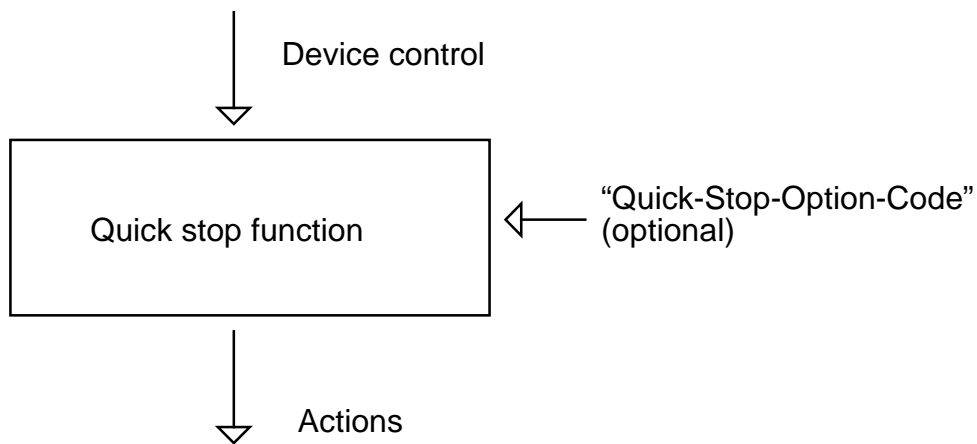 Device control
Quick stop function
“Quick-Stop-Option-Code”
(optional)
Actions